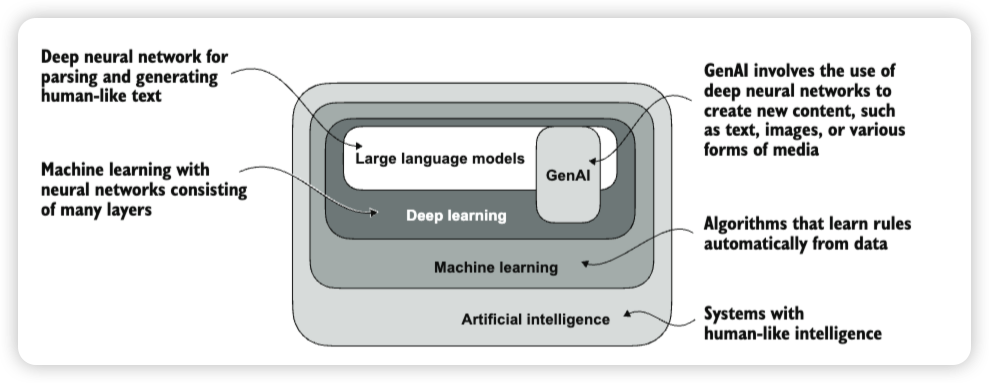 Deep neural network for
parsing and generating
human-like text
Machine learning with
neural networks consisting
of many layers
Large language models
GenAI
Deep learning
Machine learning
Artificial intelligence
GenAI involves the use of
deep neural networks to
create new content, such
as text, images, or various
forms of media
Algorithms that learn rules
automatically from data
Systems with
human-like intelligence